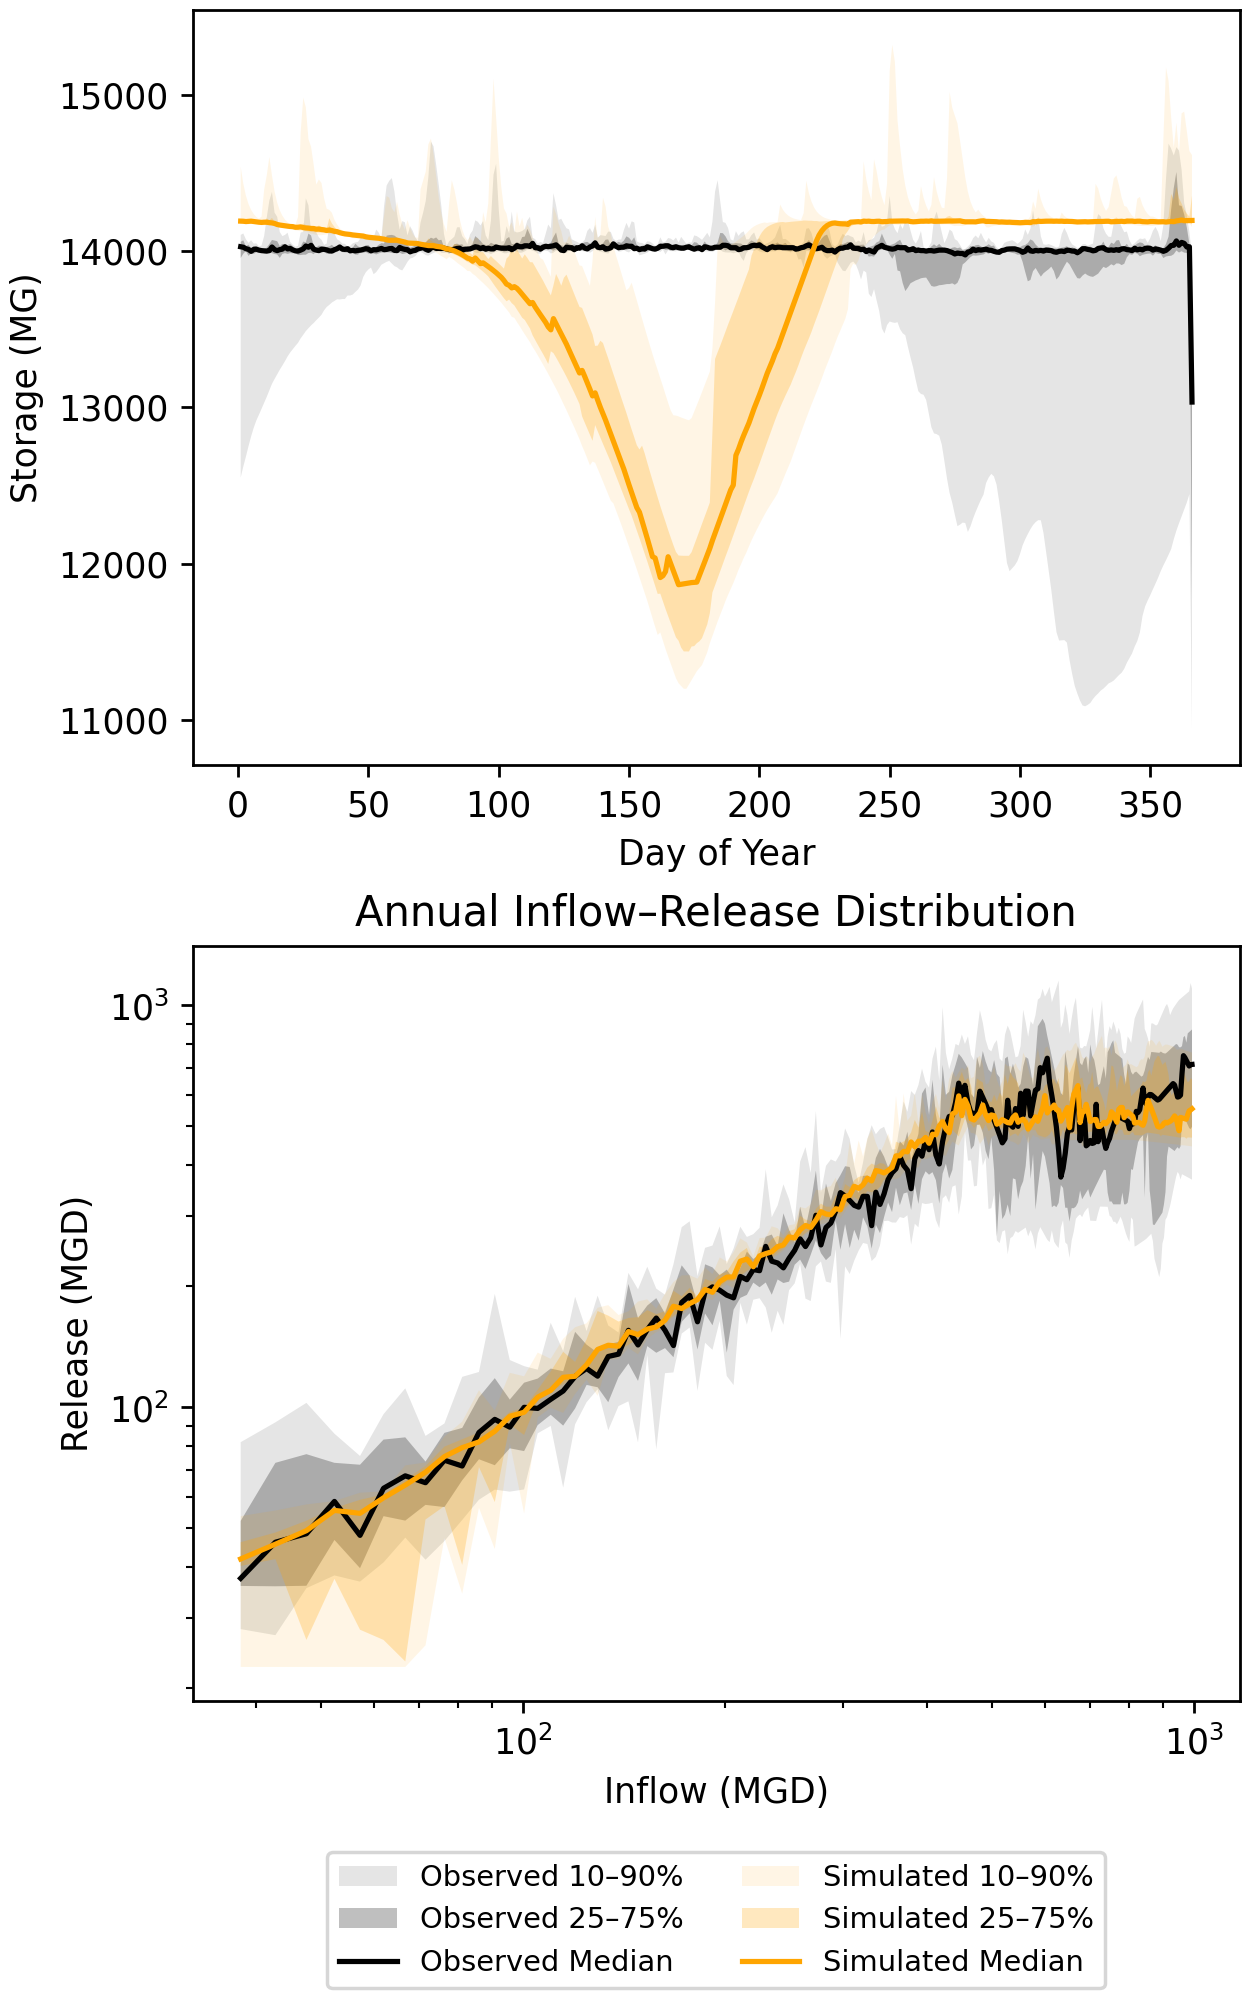 15000
14000
13000
12000
11000
Storage (MG)
0 50 100 150 200 250 300 350
Day of Year
Annual Inflow–Release Distribution
10³
10²
Release (MGD)
10² 10³
Inflow (MGD)
Observed 10–90% Simulated 10–90%
Observed 25–75% Simulated 25–75%
Observed Median Simulated Median